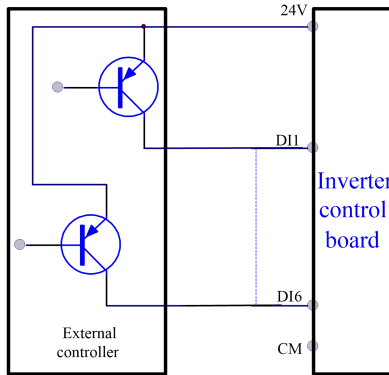 24V
DI1
Inverter
control
board
DI6
External
controller
CM